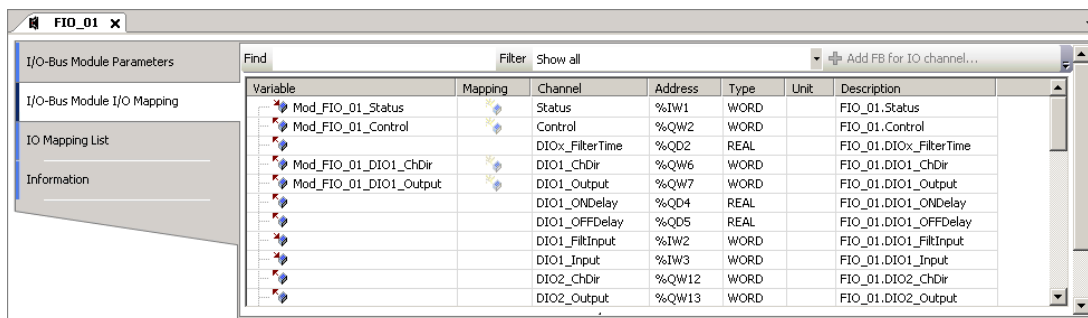 FIO_01 X
I/O-Bus Module Parameters
I/O-Bus Module I/O Mapping
IO Mapping List
Information
Find Filter Show all Add FB for IO channel...
Variable Mapping Channel Address Type Unit Description
Mod_FIO_01_Status Status %IW1 WORD FIO_01.Status
Mod_FIO_01_Control Control %QW2 WORD FIO_01.Control
DIOx_FilterTime %QD2 REAL FIO_01.DIOx_FilterTime
Mod_FIO_01_DIO1_ChDir DIO1_ChDir %QW6 WORD FIO_01.DIO1_ChDir
Mod_FIO_01_DIO1_Output DIO1_Output %QW7 WORD FIO_01.DIO1_Output
DIO1_ONDelay %QD4 REAL FIO_01.DIO1_ONDelay
DIO1_OFFDelay %QD5 REAL FIO_01.DIO1_OFFDelay
DIO1_FiltInput %IW2 WORD FIO_01.DIO1_FiltInput
DIO1_Input %IW3 WORD FIO_01.DIO1_Input
DIO2_ChDir %QW12 WORD FIO_01.DIO2_ChDir
DIO2_Output %QW13 WORD FIO_01.DIO2_Output